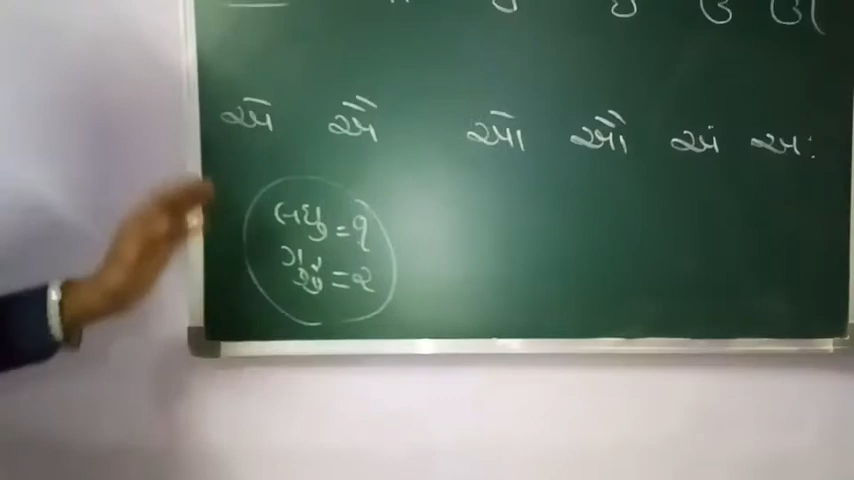 એ ઐ ઓ ઔ અં અઃ
લઘુ = ૧
ગુરુ = ૨